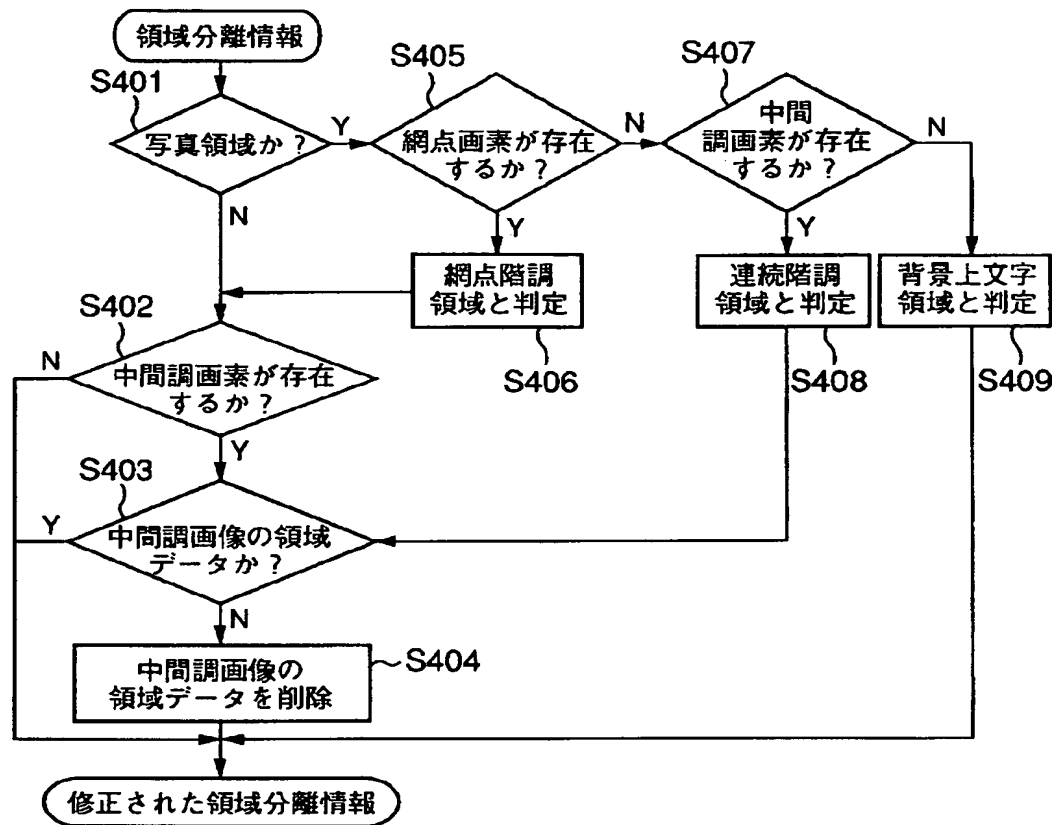 領域分離情報
S401
写真領域か?
Y
N
S405
網点画素が存在
するか?
N
Y
S407
中間
調画素が存在
するか?
N
Y
網点階調
領域と判定
S406
連続階調
領域と判定
S408
背景上文字
領域と判定
S409
S402
N
中間調画素が存在
するか?
Y
S403
Y
中間調画像の領域
データか?
N
中間調画像の
領域データを削除
S404
修正された領域分離情報